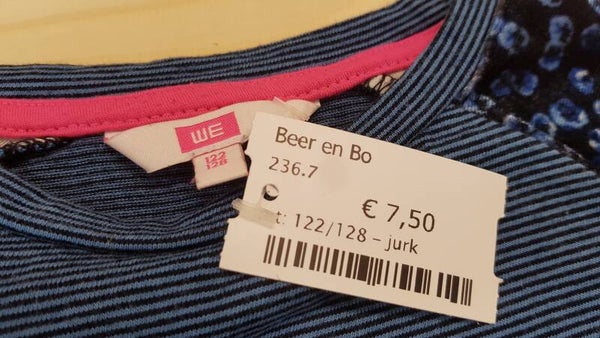 WE
122
128
Beer en Bo
236.7
€ 7,50
t: 122/128 – jurk